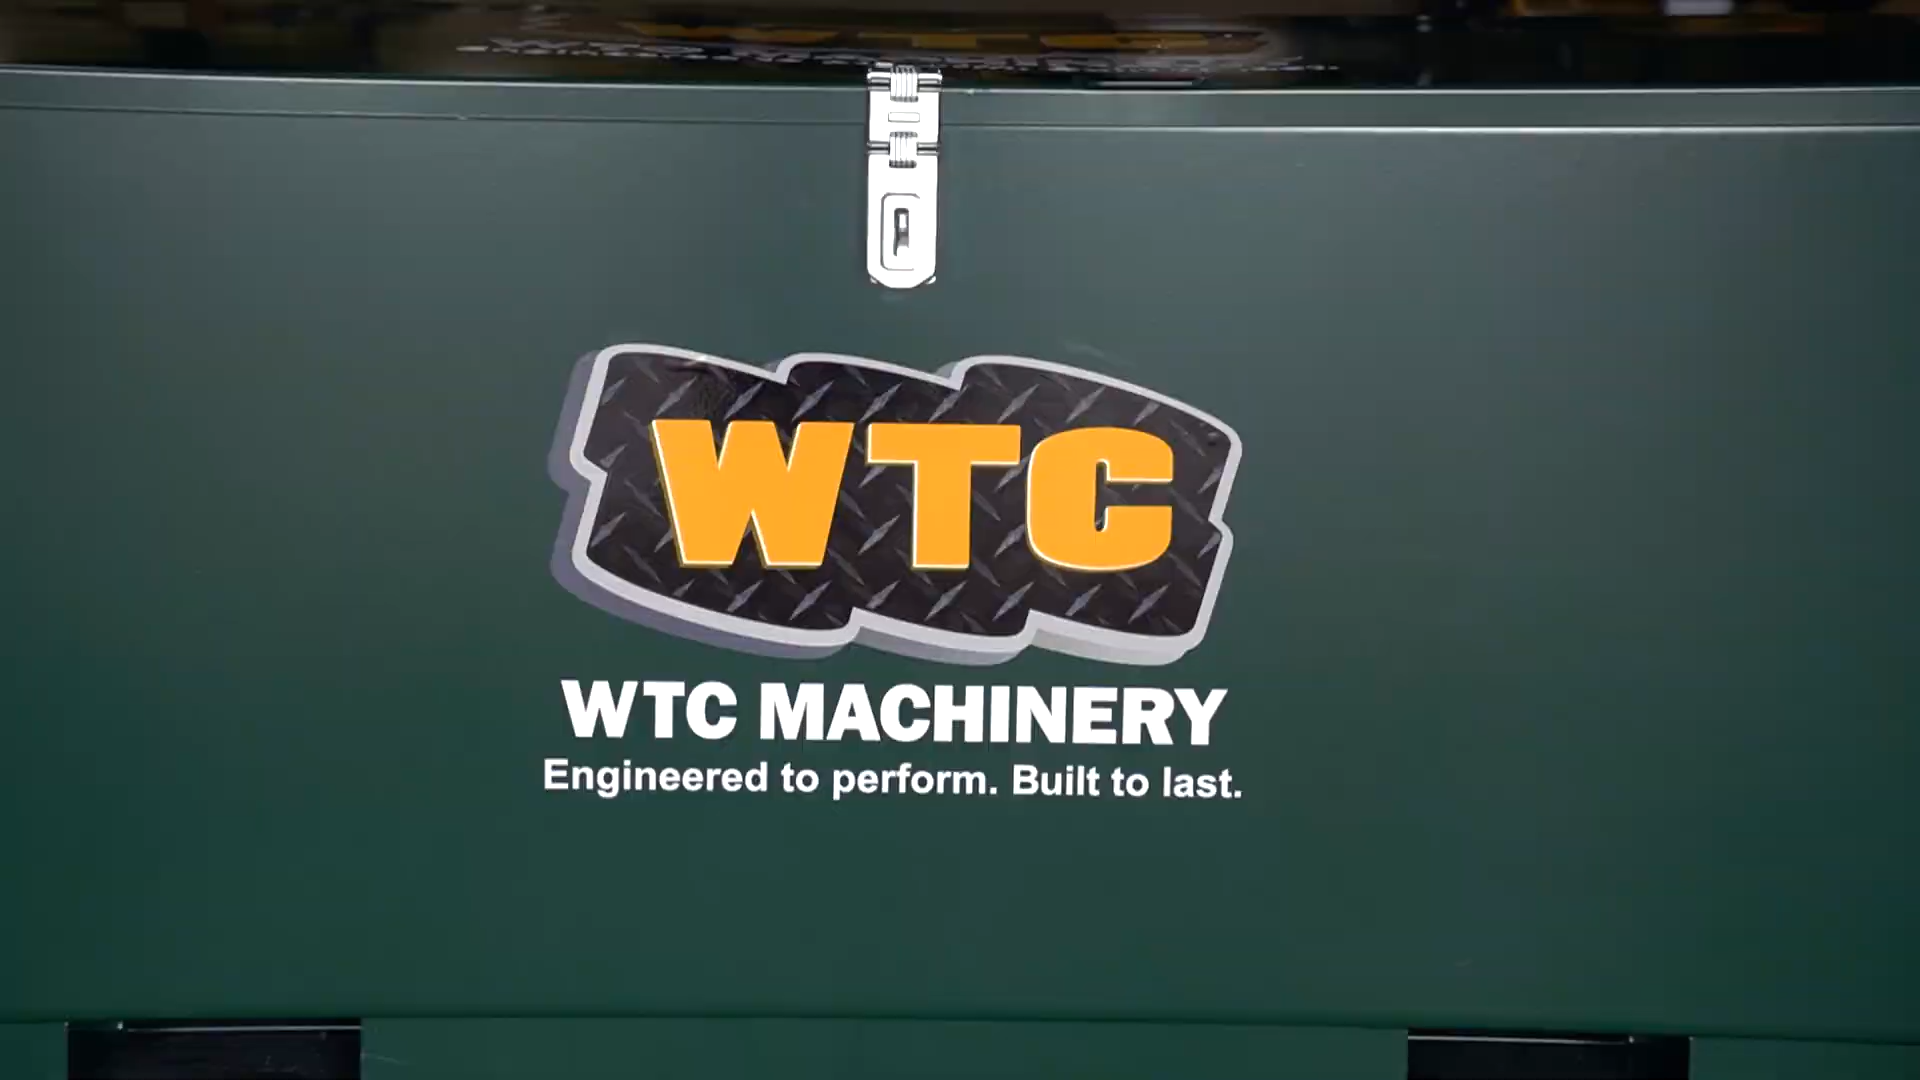 WTC
WTC MACHINERY
Engineered to perform. Built to last.